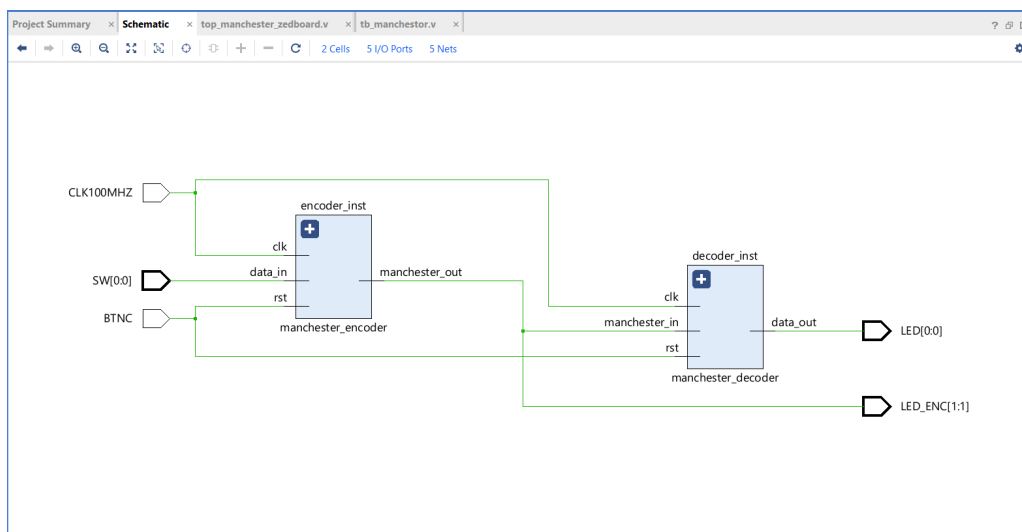 Project Summary × Schematic × top_manchester_zedboard.v × tb_manchestor.v × ?
2 Cells 5 I/O Ports 5 Nets
CLK100MHZ
encoder_inst
clk
decoder_inst
SW[0:0] data_in manchester_out
rst clk
BTNC manchester_in data_out LED[0:0]
manchester_encoder
rst
manchester_decoder
LED_ENC[1:1]